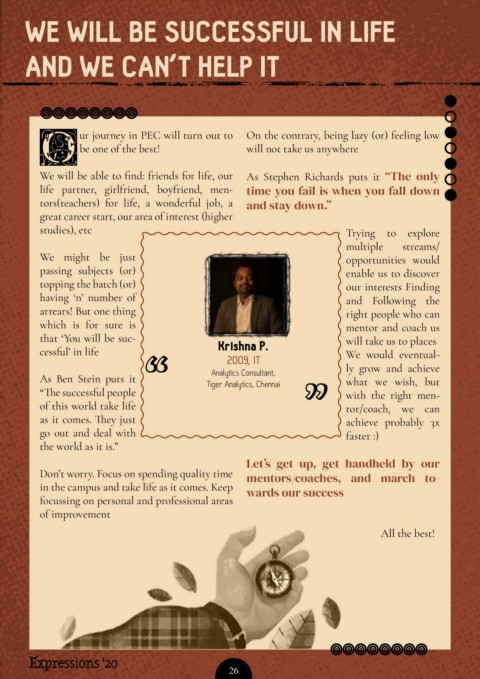 WE WILL BE SUCCESSFUL IN LIFE
AND WE CAN'T HELP IT
Our journey in PEC will turn out to
be one of the best!
We will be able to find: friends for life, our
life partner, girlfriend, boyfriend, men-
tors(teachers) for life, a wonderful job, a
great career start, our area of interest (higher
studies), etc
We might be just
passing subjects (or)
topping the batch (or)
having ‘n’ number of
arrears! But one thing
which is for sure is
that ‘You will be suc-
cessful’ in life
As Ben Stein puts it
“The successful people
of this world take life
as it comes. They just
go out and deal with
the world as it is.”
Don’t worry. Focus on spending quality time
in the campus and take life as it comes. Keep
focussing on personal and professional areas
of improvement
Krishna P.
2009, IT
Analytics Consultant,
Tiger Analytics, Chennai
On the contrary, being lazy (or) feeling low
will not take us anywhere
As Stephen Richards puts it “The only
time you fail is when you fall down
and stay down.”
Trying to explore
multiple streams/
opportunities would
enable us to discover
our interests Finding
and Following the
right people who can
mentor and coach us
will take us to places
We would eventual-
ly grow and achieve
what we wish, but
with the right men-
tor/coach, we can
achieve probably 3x
faster :)
Let’s get up, get handheld by our
mentors/coaches, and march to-
wards our success
All the best!
Expressions '20
26